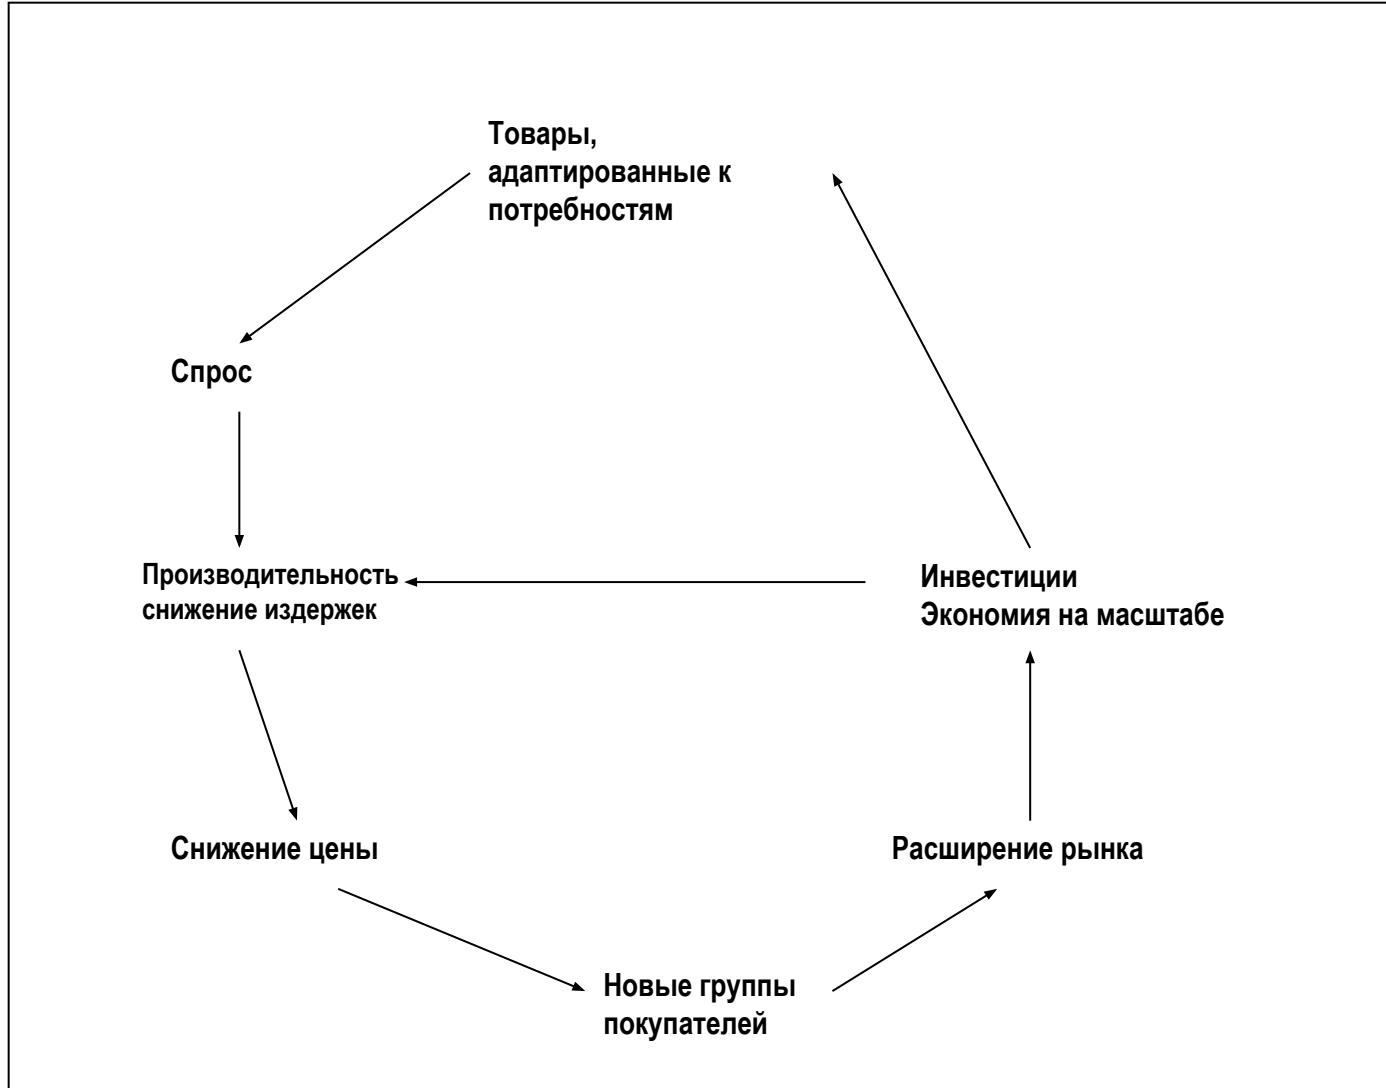 Товары,
адаптированные к
потребностям
Спрос
Производительность
снижение издержек
Инвестиции
Экономия на масштабе
Снижение цены
Расширение рынка
Новые группы
покупателей